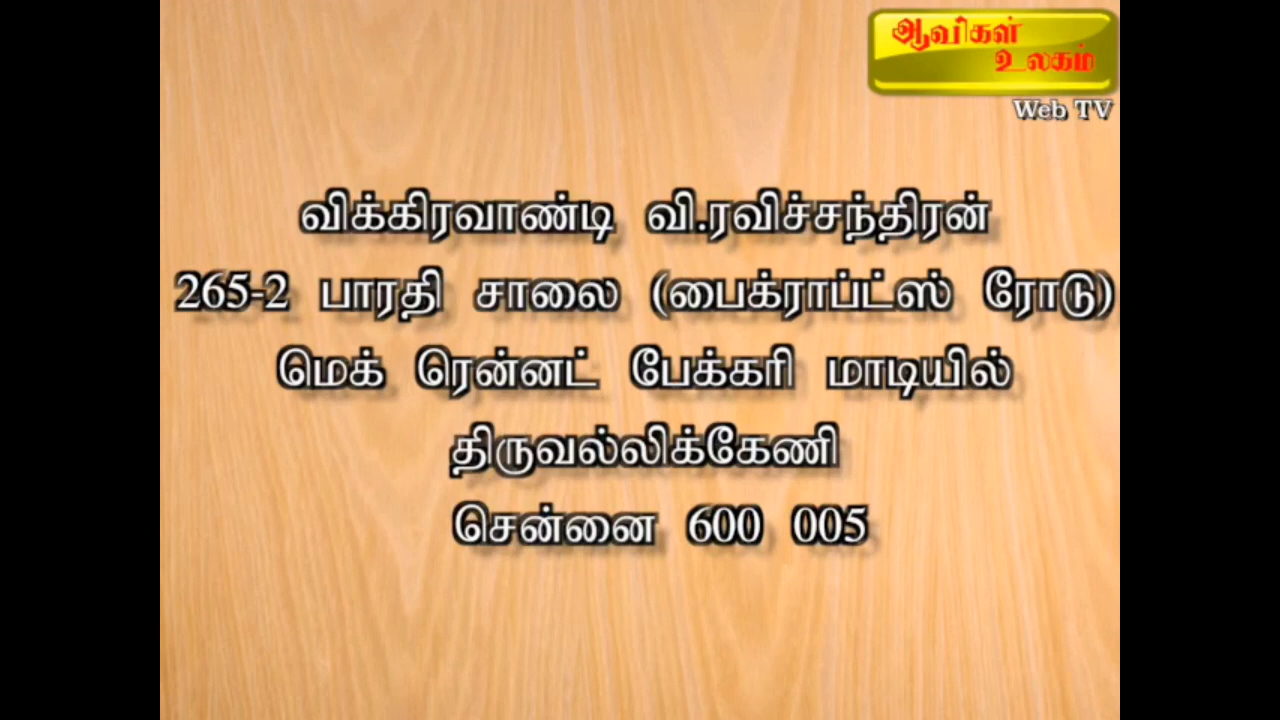 ஆவிகள்
உலகம்
Web TV
விக்கிரவாண்டி வி.ரவிச்சந்திரன்
265-2 பாரதி சாலை (பைக்ராப்ட்ஸ் ரோடு)
மெக் ரென்னட் பேக்கரி மாடியில்
திருவல்லிக்கேணி
சென்னை 600 005